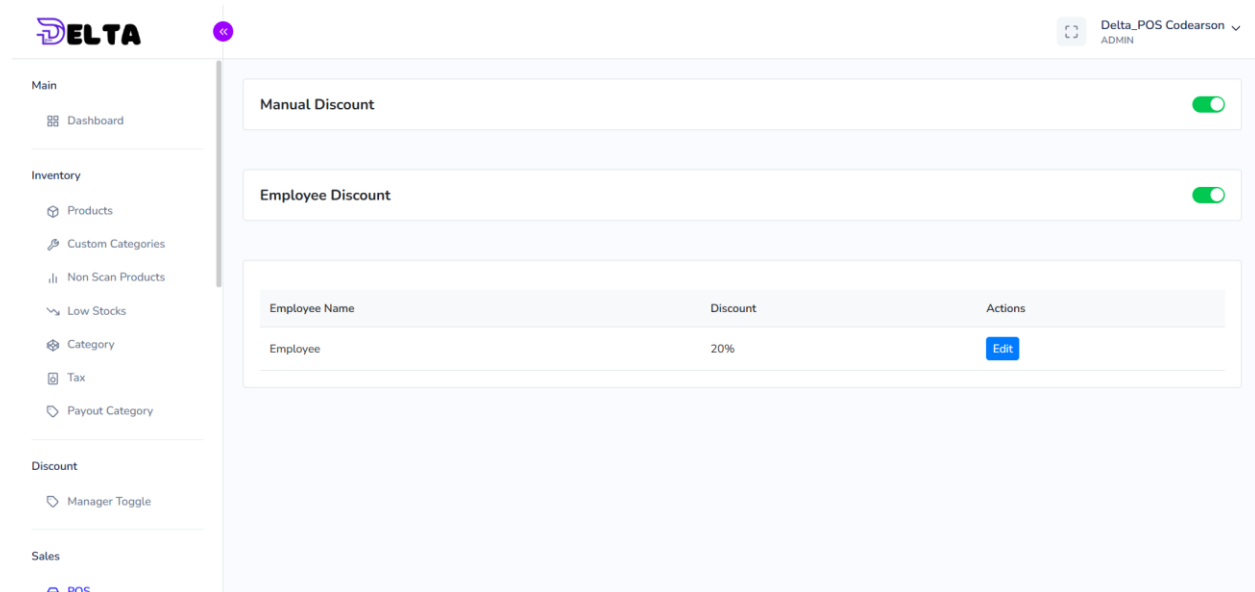 DELTA
Delta_POS Codearson
ADMIN
Main
Dashboard
Inventory
Products
Custom Categories
Non Scan Products
Low Stocks
Category
Tax
Payout Category
Discount
Manager Toggle
Sales
POS
Manual Discount
Employee Discount
Employee Name Discount Actions
Employee 20% Edit